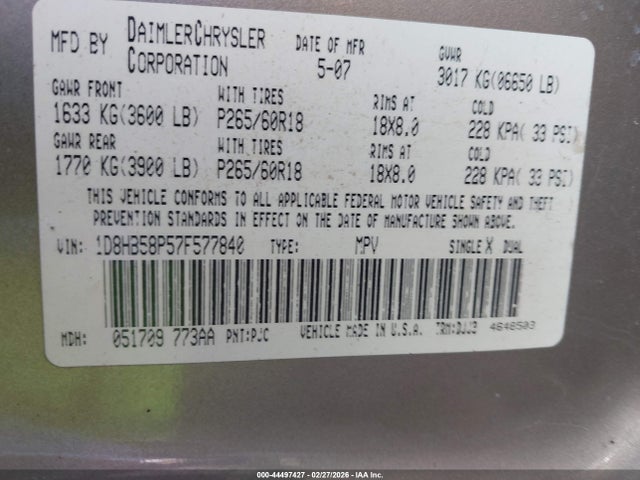 MFD BY DAIMLERCHRYSLER CORPORATION DATE OF MFR 5-07 GVWR 3017 KG(06650 LB)
GAWR FRONT WITH TIRES RIMS AT COLD
1633 KG(3600 LB) P265/60R18 18X8.0 228 KPA( 33 PSI)
GAWR REAR WITH TIRES RIMS AT COLD
1770 KG(3900 LB) P265/60R18 18X8.0 228 KPA( 33 PSI)
THIS VEHICLE CONFORMS TO ALL APPLICABLE FEDERAL MOTOR VEHICLE SAFETY AND THEFT
PREVENTION STANDARDS IN EFFECT ON THE DATE OF MANUFACTURE SHOWN ABOVE.
VIN: 1D8HB58P57F577840 TYPE: MPV SINGLE X DUAL
MDH: 051709 773AA PNT:PJC VEHICLE MADE IN U.S.A. TRM:DJJ3 4648503
000-44497427 - 02/27/2026 - IAA Inc.